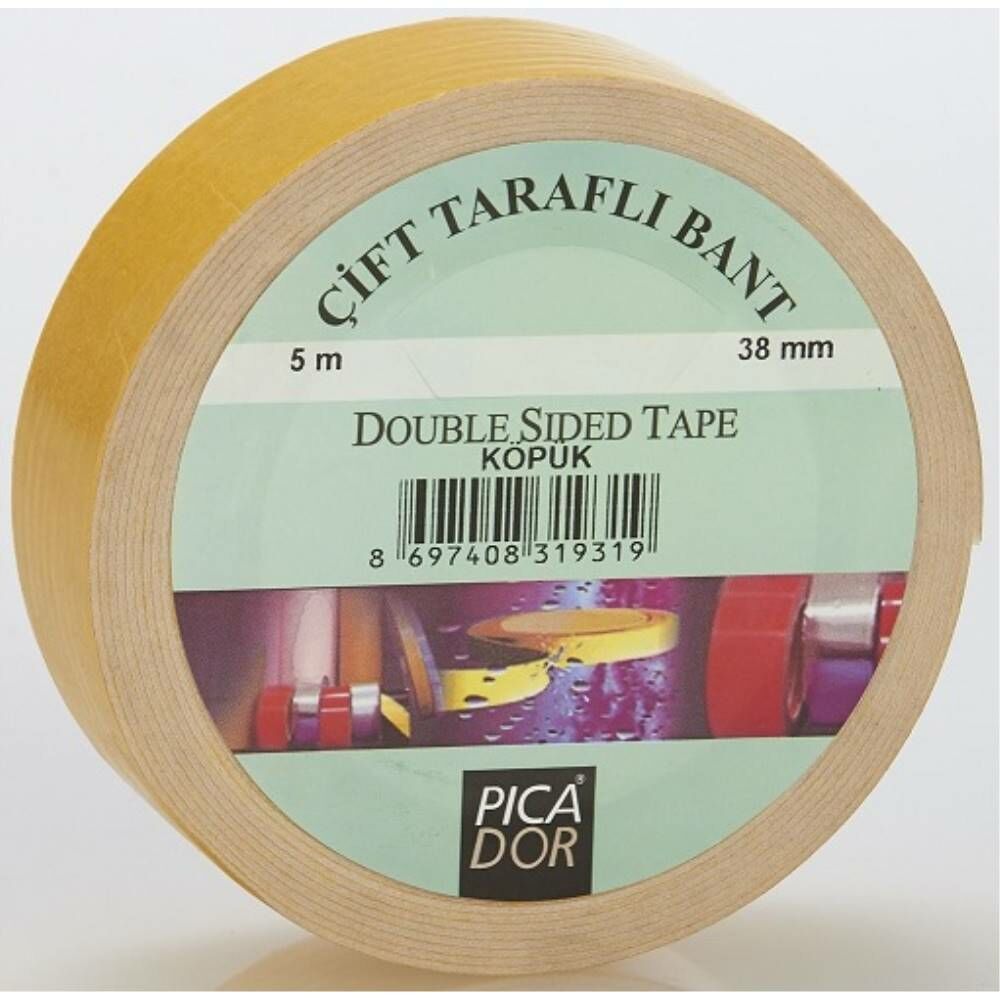 ÇİFT TARAFLI BANT
5 m 38 mm
DOUBLE SIDED TAPE
KÖPÜK
8 697408 319319
PICA®
DOR